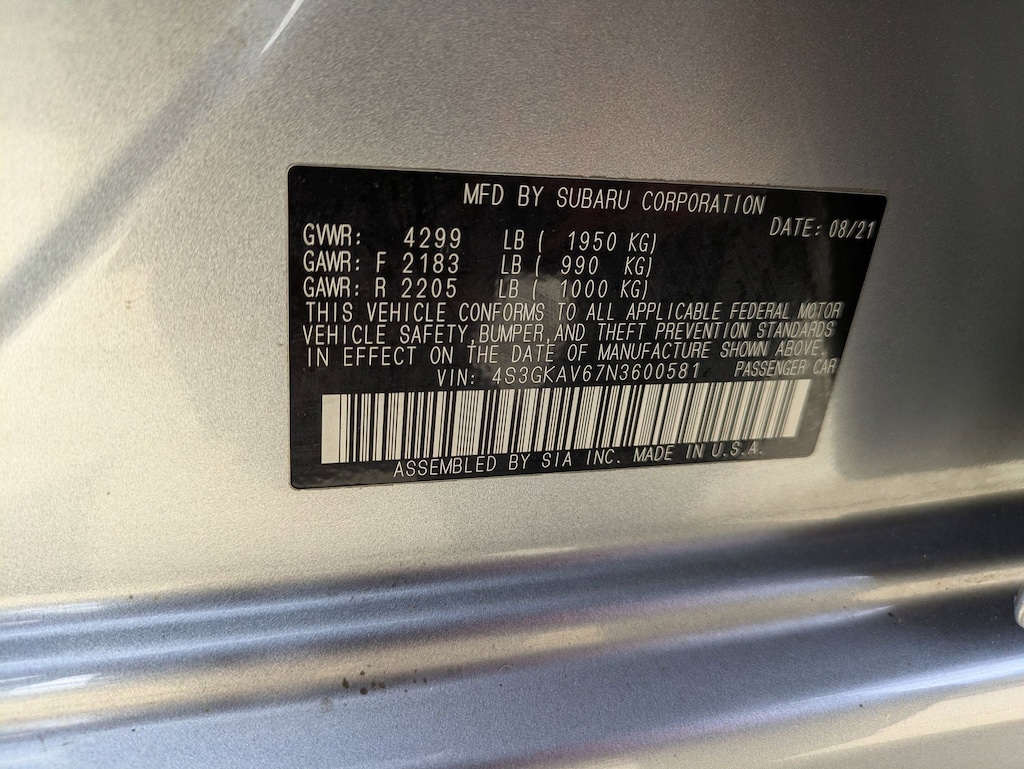 MFD BY SUBARU CORPORATION
DATE: 08/21
GVWR: 4299 LB ( 1950 KG)
GAWR: F 2183 LB ( 990 KG)
GAWR: R 2205 LB ( 1000 KG)
THIS VEHICLE CONFORMS TO ALL APPLICABLE FEDERAL MOTOR
VEHICLE SAFETY, BUMPER, AND THEFT PREVENTION STANDARDS
IN EFFECT ON THE DATE OF MANUFACTURE SHOWN ABOVE.
VIN: 4S3GKAV67N3600581 PASSENGER CAR
ASSEMBLED BY SIA INC. MADE IN U.S.A.